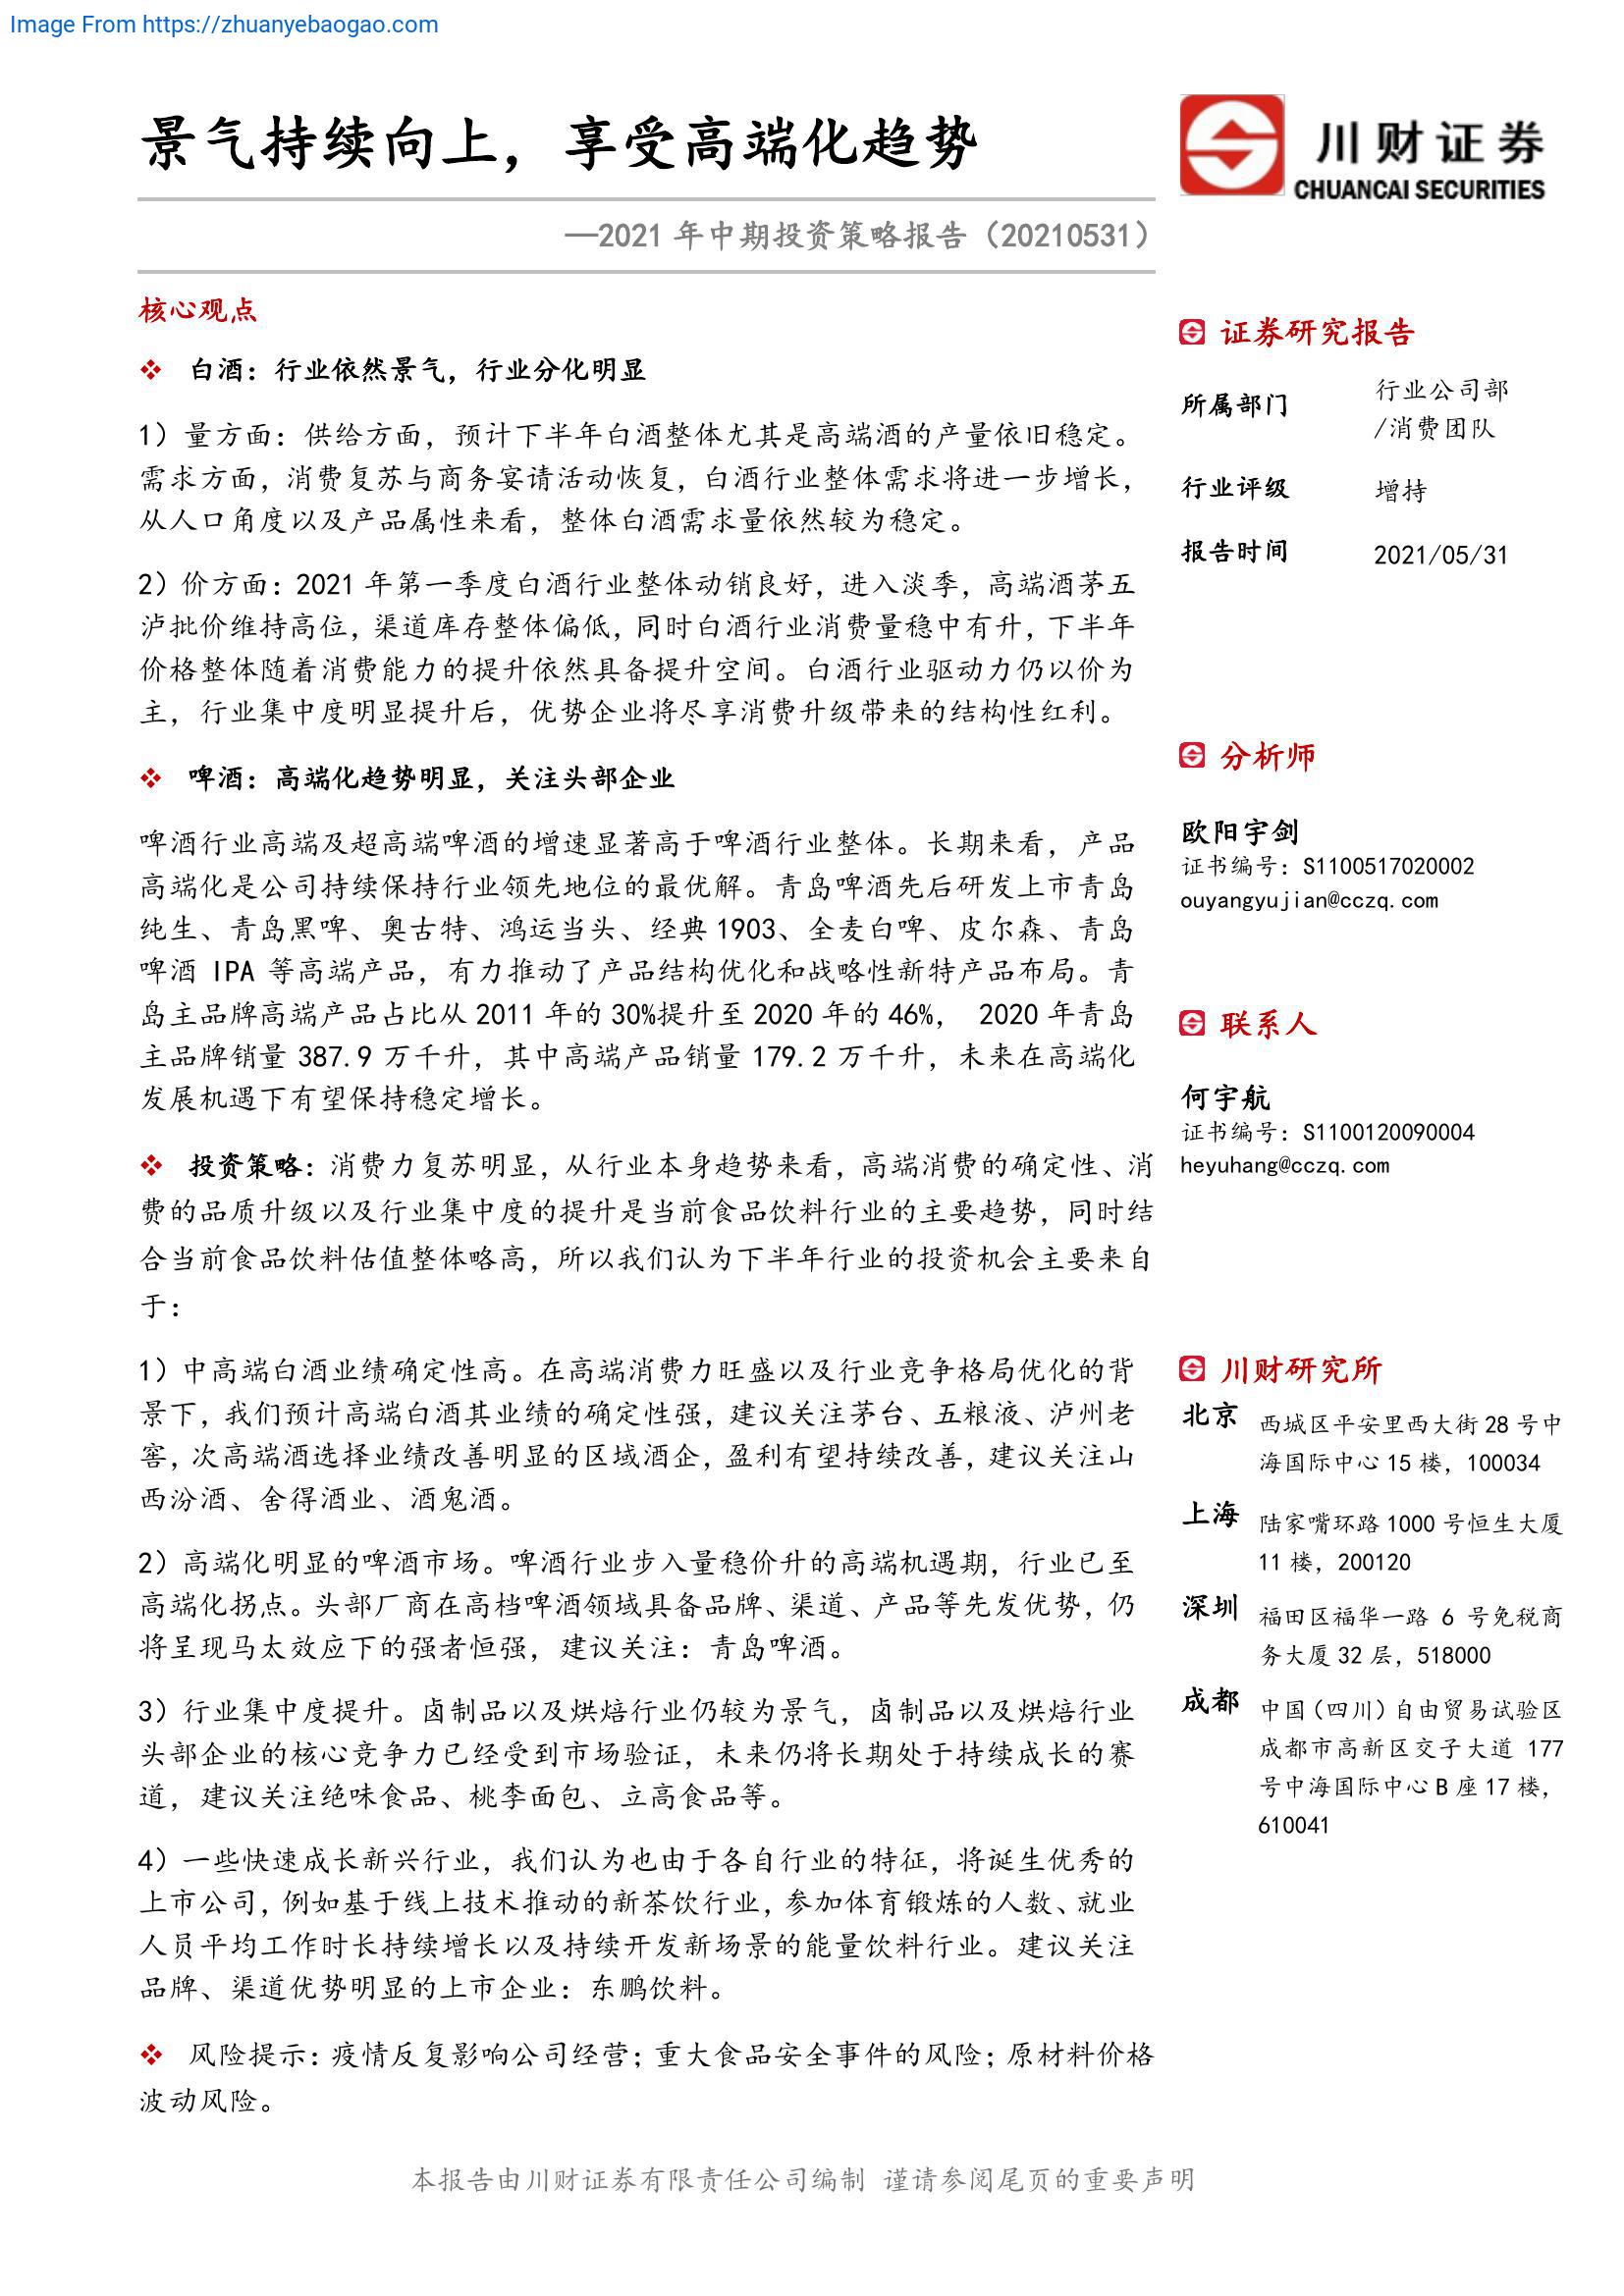 Image From https://zhuanyebaogao.com
景气持续向上，享受高端化趋势
川财证券
CHUANCAI SECURITIES
—2021 年中期投资策略报告（20210531）
核心观点
❖ 白酒：行业依然景气，行业分化明显
1）量方面：供给方面，预计下半年白酒整体尤其是高端酒的产量依旧稳定。
需求方面，消费复苏与商务宴请活动恢复，白酒行业整体需求将进一步增长，
从人口角度以及产品属性来看，整体白酒需求量依然较为稳定。
2）价方面：2021 年第一季度白酒行业整体动销良好，进入淡季，高端酒茅五
泸批价维持高位，渠道库存整体偏低，同时白酒行业消费量稳中有升，下半年
价格整体随着消费能力的提升依然具备提升空间。白酒行业驱动力仍以价为
主，行业集中度明显提升后，优势企业将尽享消费升级带来的结构性红利。
❖ 啤酒：高端化趋势明显，关注头部企业
啤酒行业高端及超高端啤酒的增速显著高于啤酒行业整体。长期来看，产品
高端化是公司持续保持行业领先地位的最优解。青岛啤酒先后研发上市青岛
纯生、青岛黑啤、奥古特、鸿运当头、经典 1903、全麦白啤、皮尔森、青岛
啤酒 IPA 等高端产品，有力推动了产品结构优化和战略性新特产品布局。青
岛主品牌高端产品占比从 2011 年的 30%提升至 2020 年的 46%， 2020 年青岛
主品牌销量 387.9 万千升，其中高端产品销量 179.2 万千升，未来在高端化
发展机遇下有望保持稳定增长。
❖ 投资策略：消费力复苏明显，从行业本身趋势来看，高端消费的确定性、消
费的品质升级以及行业集中度的提升是当前食品饮料行业的主要趋势，同时结
合当前食品饮料估值整体略高，所以我们认为下半年行业的投资机会主要来自
于：
1）中高端白酒业绩确定性高。在高端消费力旺盛以及行业竞争格局优化的背
景下，我们预计高端白酒其业绩的确定性强，建议关注茅台、五粮液、泸州老
窖，次高端酒选择业绩改善明显的区域酒企，盈利有望持续改善，建议关注山
西汾酒、舍得酒业、酒鬼酒。
2）高端化明显的啤酒市场。啤酒行业步入量稳价升的高端机遇期，行业已至
高端化拐点。头部厂商在高档啤酒领域具备品牌、渠道、产品等先发优势，仍
将呈现马太效应下的强者恒强，建议关注：青岛啤酒。
3）行业集中度提升。卤制品以及烘焙行业仍较为景气，卤制品以及烘焙行业
头部企业的核心竞争力已经受到市场验证，未来仍将长期处于持续成长的赛
道，建议关注绝味食品、桃李面包、立高食品等。
4）一些快速成长新兴行业，我们认为也由于各自行业的特征，将诞生优秀的
上市公司，例如基于线上技术推动的新茶饮行业，参加体育锻炼的人数、就业
人员平均工作时长持续增长以及持续开发新场景的能量饮料行业。建议关注
品牌、渠道优势明显的上市企业：东鹏饮料。
❖ 风险提示：疫情反复影响公司经营；重大食品安全事件的风险；原材料价格
波动风险。
证券研究报告
所属部门 行业公司部
/消费团队
行业评级 增持
报告时间 2021/05/31
分析师
欧阳宇剑
证书编号：S1100517020002
ouyangyujian@cczq.com
联系人
何宇航
证书编号：S1100120090004
heyuhang@cczq.com
川财研究所
北京 西城区平安里西大街 28 号中
海国际中心 15 楼，100034
上海 陆家嘴环路 1000 号恒生大厦
11 楼，200120
深圳 福田区福华一路 6 号免税商
务大厦 32 层，518000
成都 中国（四川）自由贸易试验区
成都市高新区交子大道 177
号中海国际中心 B 座 17 楼，
610041
本报告由川财证券有限责任公司编制 谨请参阅尾页的重要声明